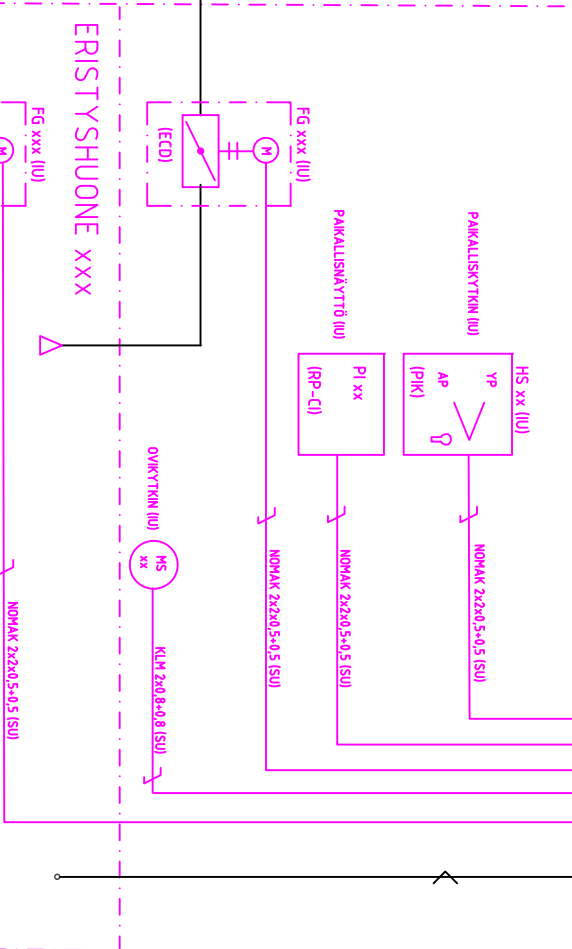 ERISTYSHUONE XXX
FG xxx (IU)
M
NOMAK 2x2x0,5+0,5 (SU)
FG xxx (IU)
M
(ECD)
NOMAK 2x2x0,5+0,5 (SU)
PAIKALLISNÄYTTÖ (IU)
PI xx
(RP-CI)
NOMAK 2x2x0,5+0,5 (SU)
PAIKALLISKYTKIN (IU)
HS xx (IU)
YP
AP
(PIK)
NOMAK 2x2x0,5+0,5 (SU)
OVIKYTKIN (IU)
MS
xx
KLM 2x0,8+0,8 (SU)